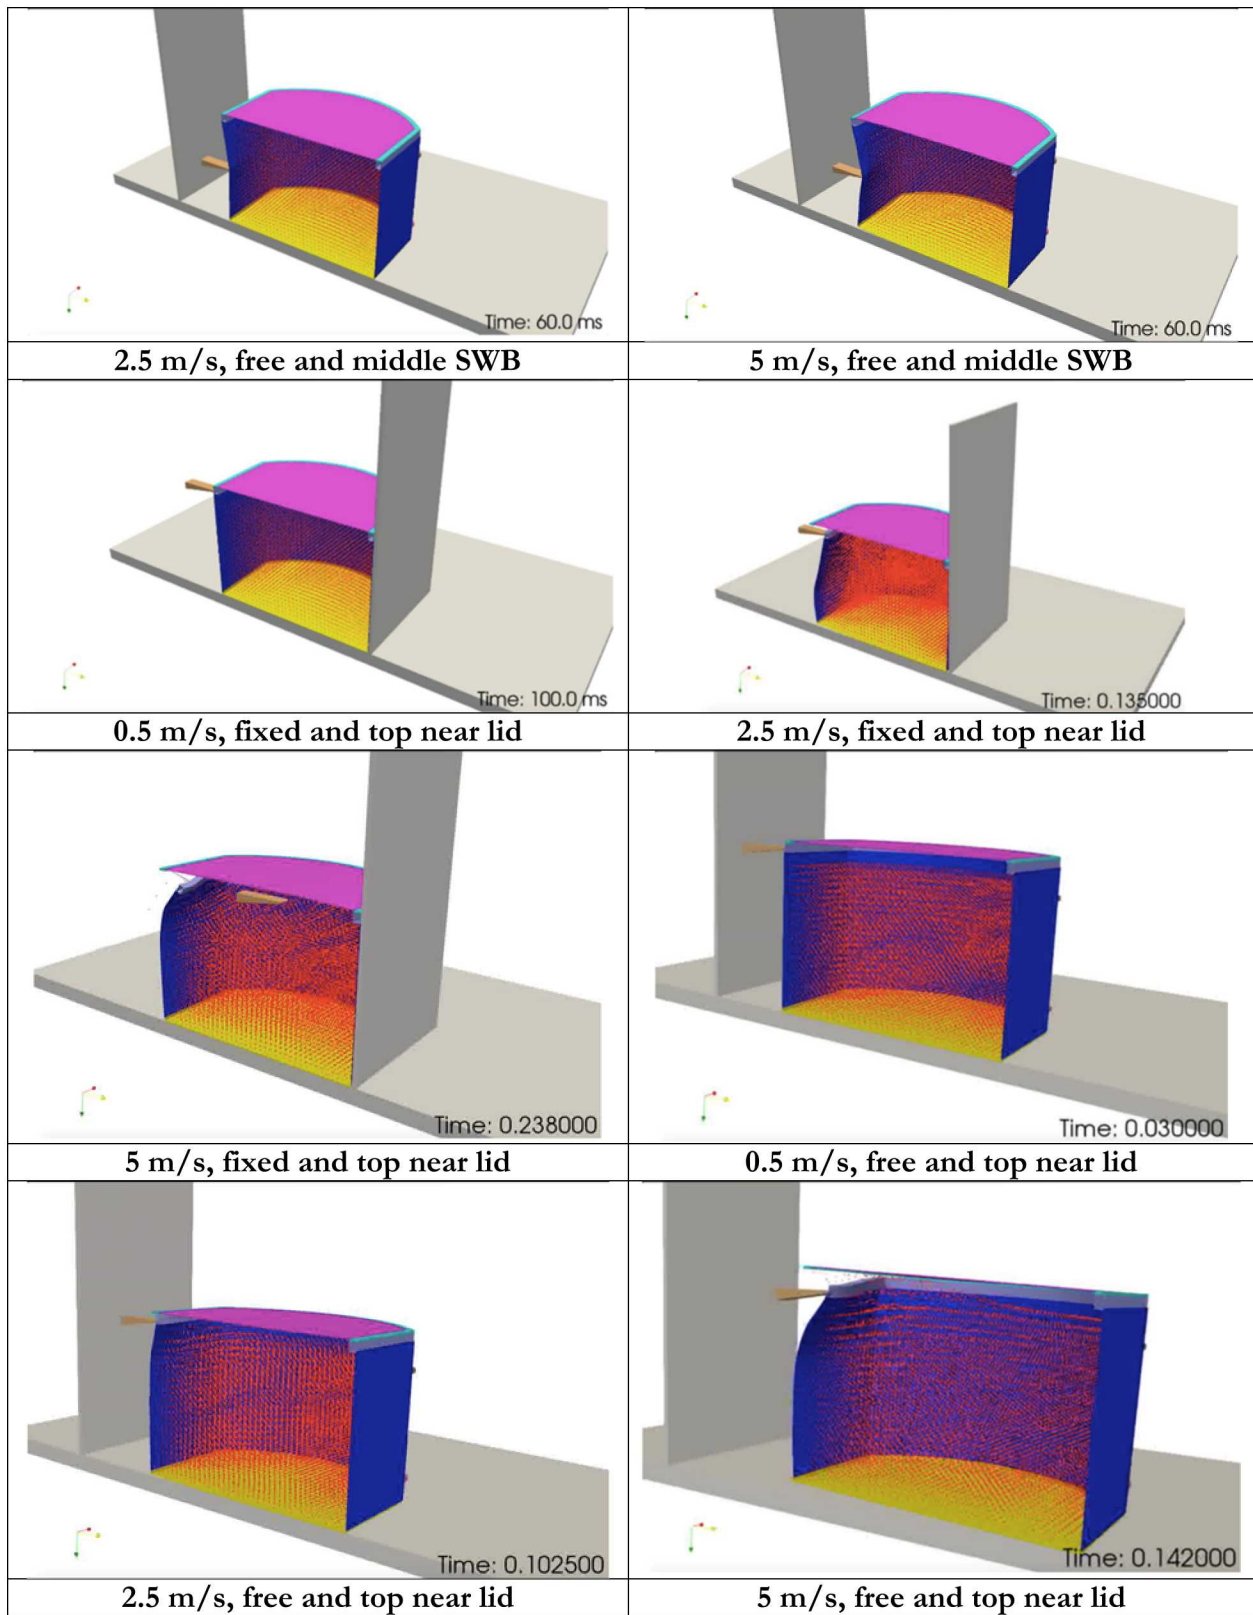 Time: 60.0 ms
Time: 60.0 ms
2.5 m/s, free and middle SWB
5 m/s, free and middle SWB
Time: 100.0 ms
Time: 0.135000
0.5 m/s, fixed and top near lid
2.5 m/s, fixed and top near lid
Time: 0.238000
Time: 0.030000
5 m/s, fixed and top near lid
0.5 m/s, free and top near lid
Time: 0.102500
Time: 0.142000
2.5 m/s, free and top near lid
5 m/s, free and top near lid